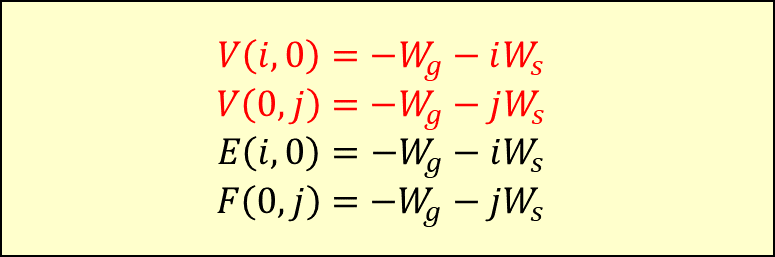 V(i, 0) = −W_g − iW_s
V(0, j) = −W_g − jW_s
E(i, 0) = −W_g − iW_s
F(0, j) = −W_g − jW_s